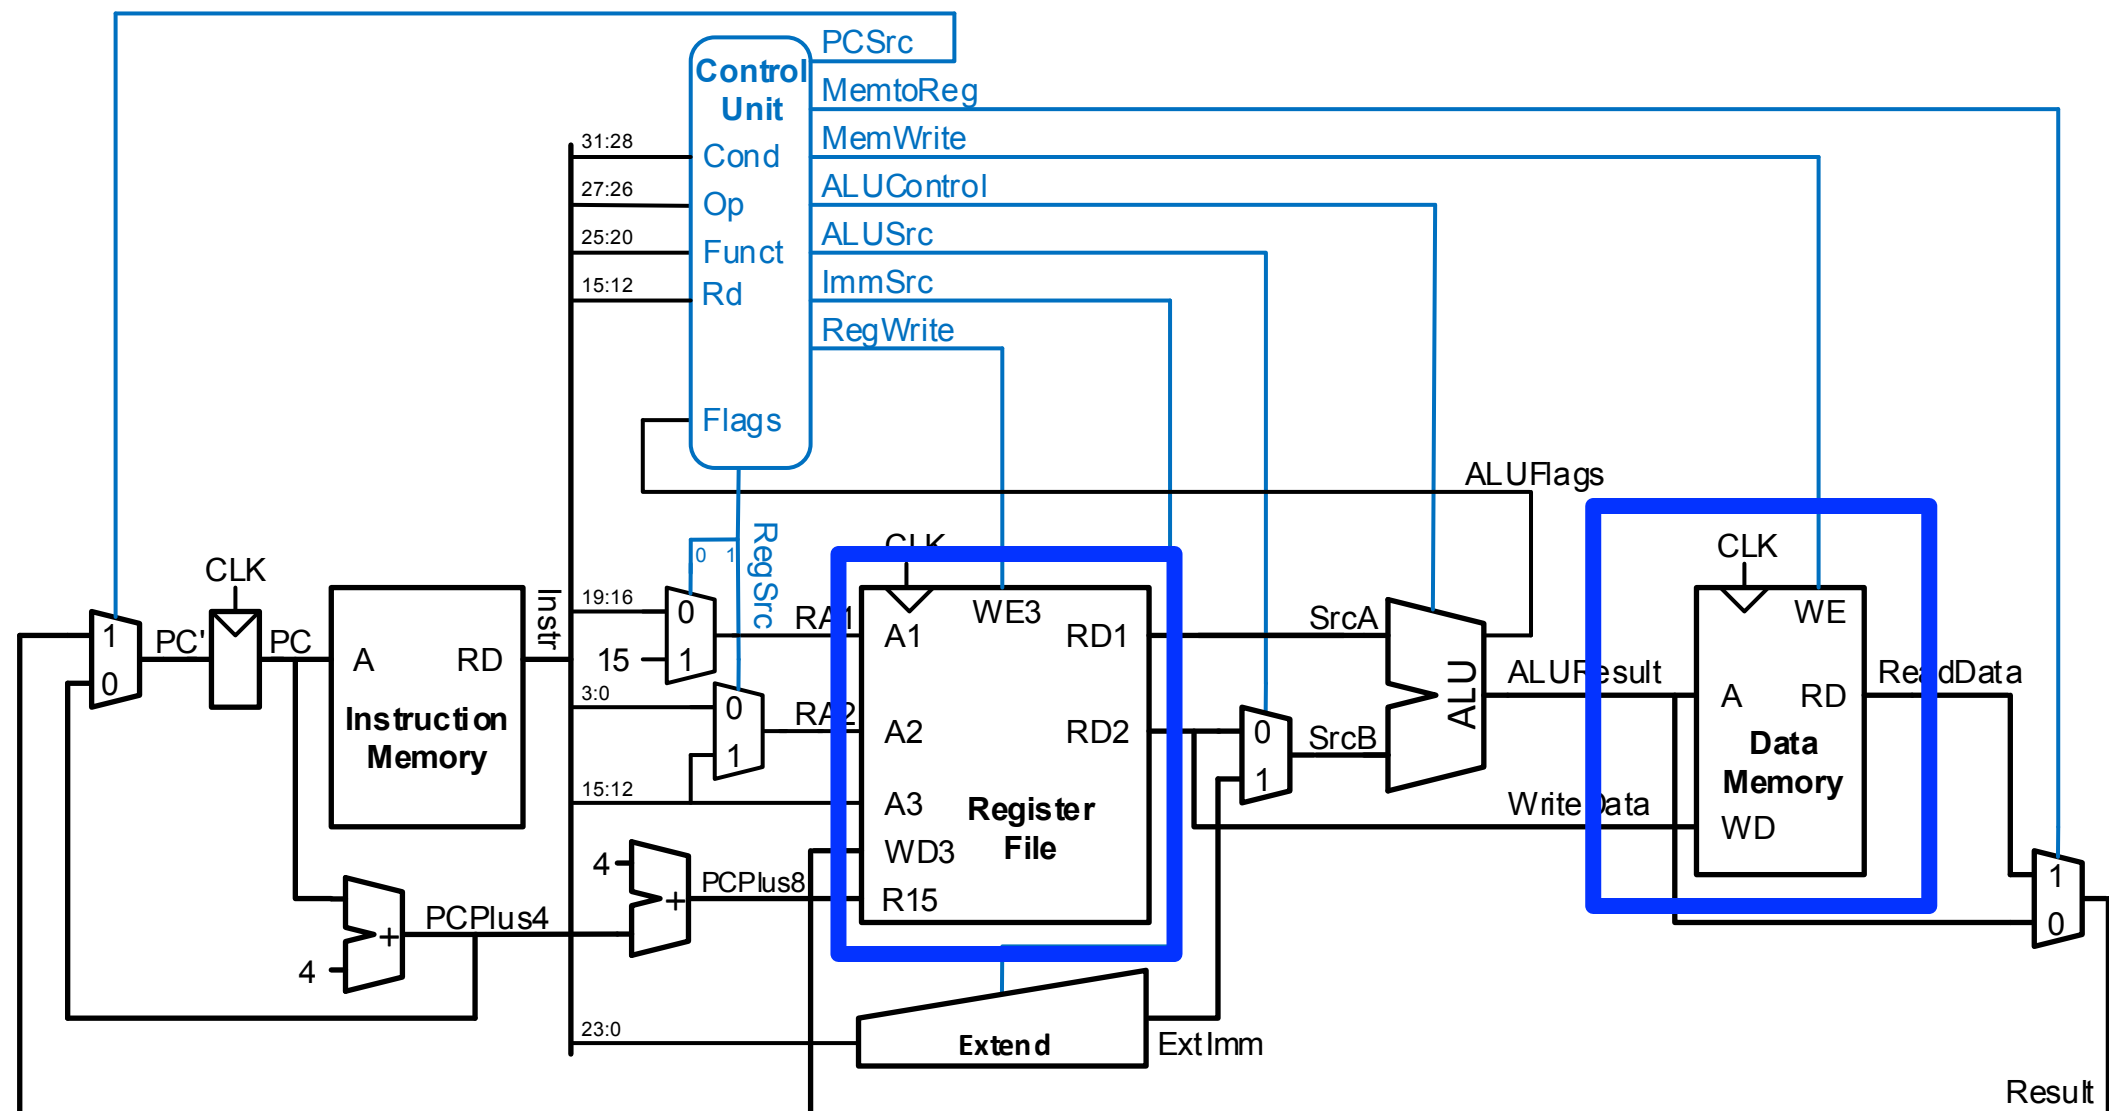 PCSrc
Control
Unit
MemtoReg
MemWrite
31:28
Cond
27:26
Op
ALUControl
25:20
Funct
ALUSrc
15:12
Rd
ImmSrc
RegWrite
Flags
ALUFlags
RegSrc
0 1
CLK
CLK
CLK
Instr
19:16
0
15
1
RA1
A1
WE3
RD1
SrcA
WE
1
0
PC'
PC
A
RD
Instruction
Memory
3:0
0
1
RA2
A2
RD2
0
1
SrcB
ALU
ALUResult
A
RD
ReadData
Data
Memory
15:12
A3
Register
File
WriteData
WD
WD3
4
+
PCPlus8
R15
1
0
PCPlus4
+
4
23:0
Extend
ExtImm
Result